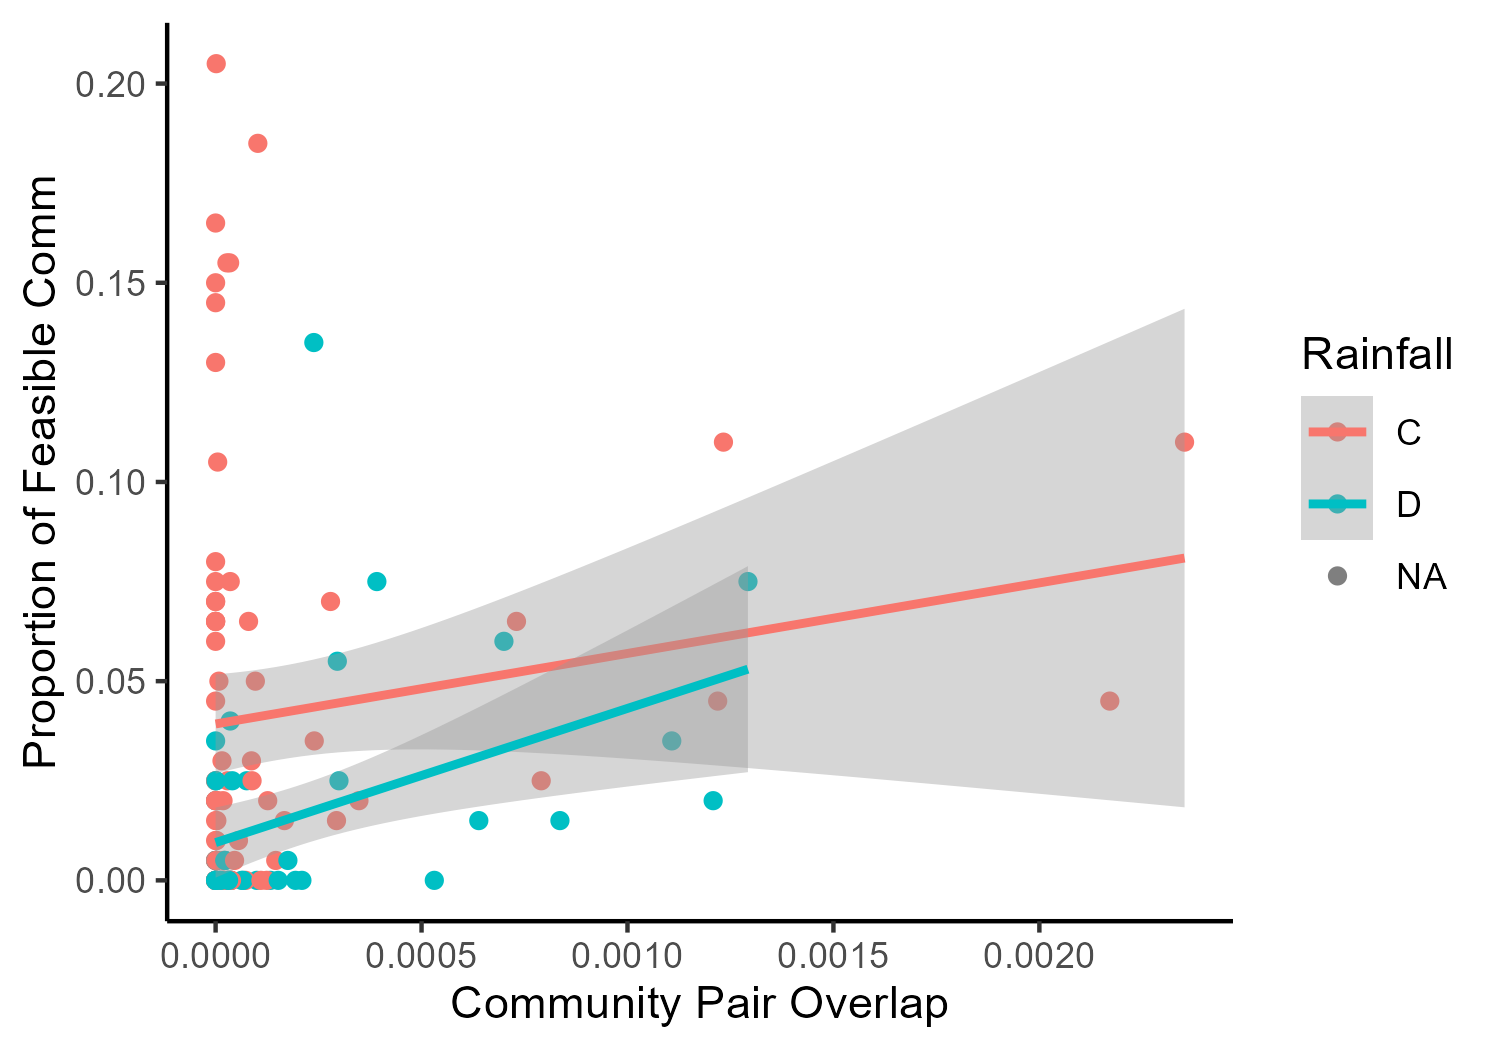 Proportion of Feasible Comm
0.20
0.15
0.10
0.05
0.00
0.0000 0.0005 0.0010 0.0015 0.0020
Community Pair Overlap
Rainfall
C
D
NA